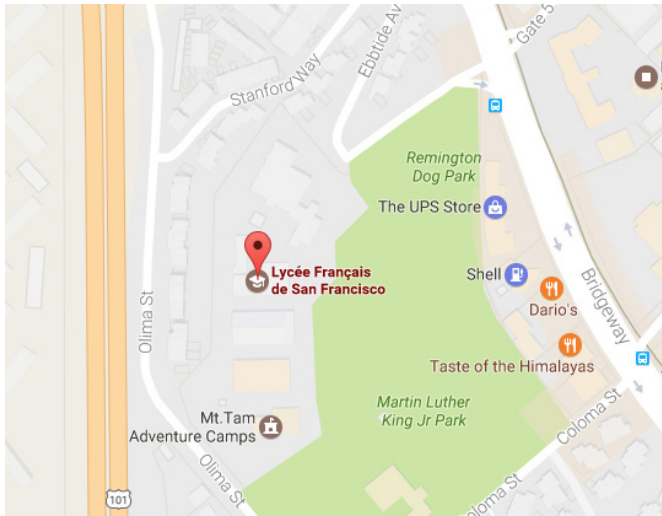 Gate 5
Ebbtide Av
Stanford Way
Remington
Dog Park
The UPS Store
Shell
Lycée Français
de San Francisco
Dario's
Bridgeway
Olima St
Taste of the Himalayas
Martin Luther
King Jr Park
Mt.Tam
Adventure Camps
Coloma St
Olima St
101
oloma St